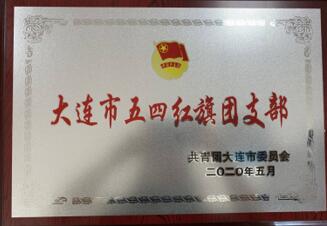 大连市五四红旗团支部
共青团大连市委员会
二〇二〇年五月